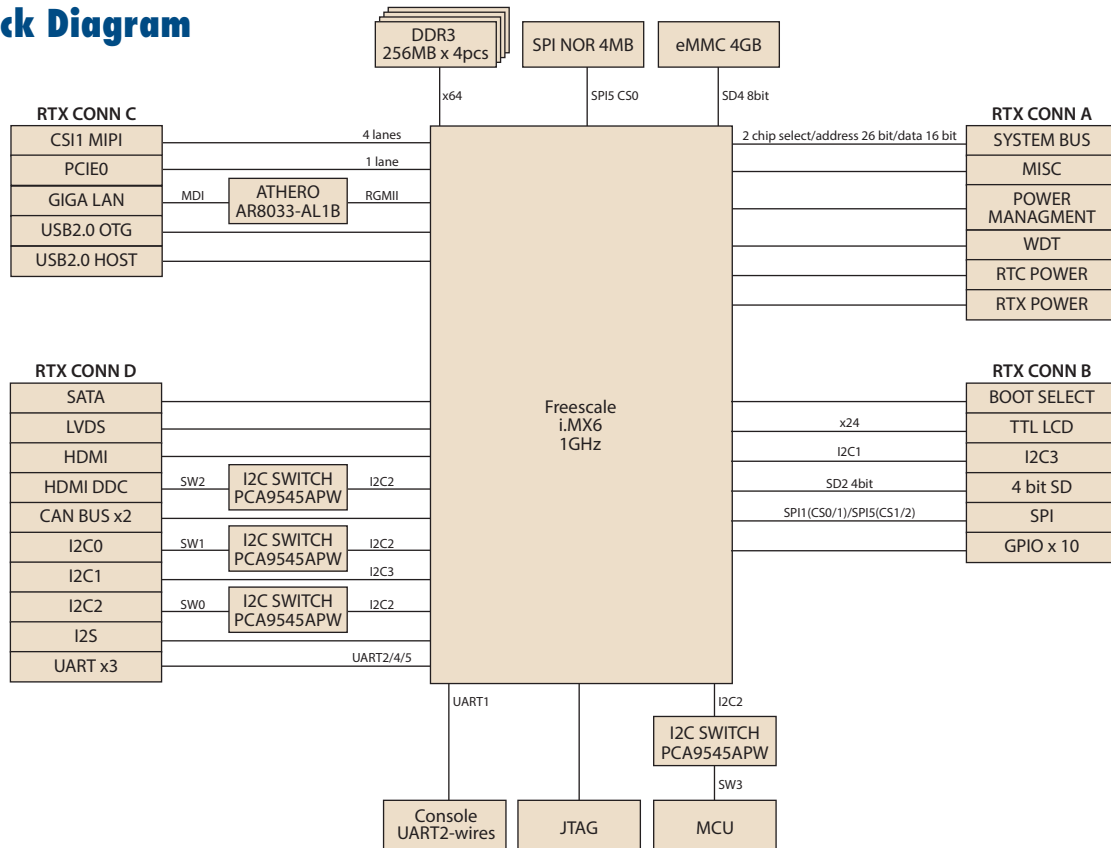 ck Diagram
DDR3
256MB x 4pcs
SPI NOR 4MB
eMMC 4GB
x64
SPI5 CS0
SD4 8bit
RTX CONN C
CSI1 MIPI
4 lanes
PCIE0
1 lane
GIGA LAN
MDI
ATHERO
AR8033-AL1B
RGMII
USB2.0 OTG
USB2.0 HOST
RTX CONN A
2 chip select/address 26 bit/data 16 bit
SYSTEM BUS
MISC
POWER
MANAGMENT
WDT
RTC POWER
RTX POWER
Freescale
i.MX6
1GHz
RTX CONN D
SATA
LVDS
HDMI
HDMI DDC
SW2
I2C SWITCH
PCA9545APW
I2C2
CAN BUS x2
I2C0
SW1
I2C SWITCH
PCA9545APW
I2C2
I2C1
I2C3
I2C2
SW0
I2C SWITCH
PCA9545APW
I2C2
I2S
UART x3
UART2/4/5
RTX CONN B
BOOT SELECT
x24
TTL LCD
I2C1
I2C3
SD2 4bit
4 bit SD
SPI1(CS0/1)/SPI5(CS1/2)
SPI
GPIO x 10
UART1
I2C2
I2C SWITCH
PCA9545APW
SW3
Console
UART2-wires
JTAG
MCU